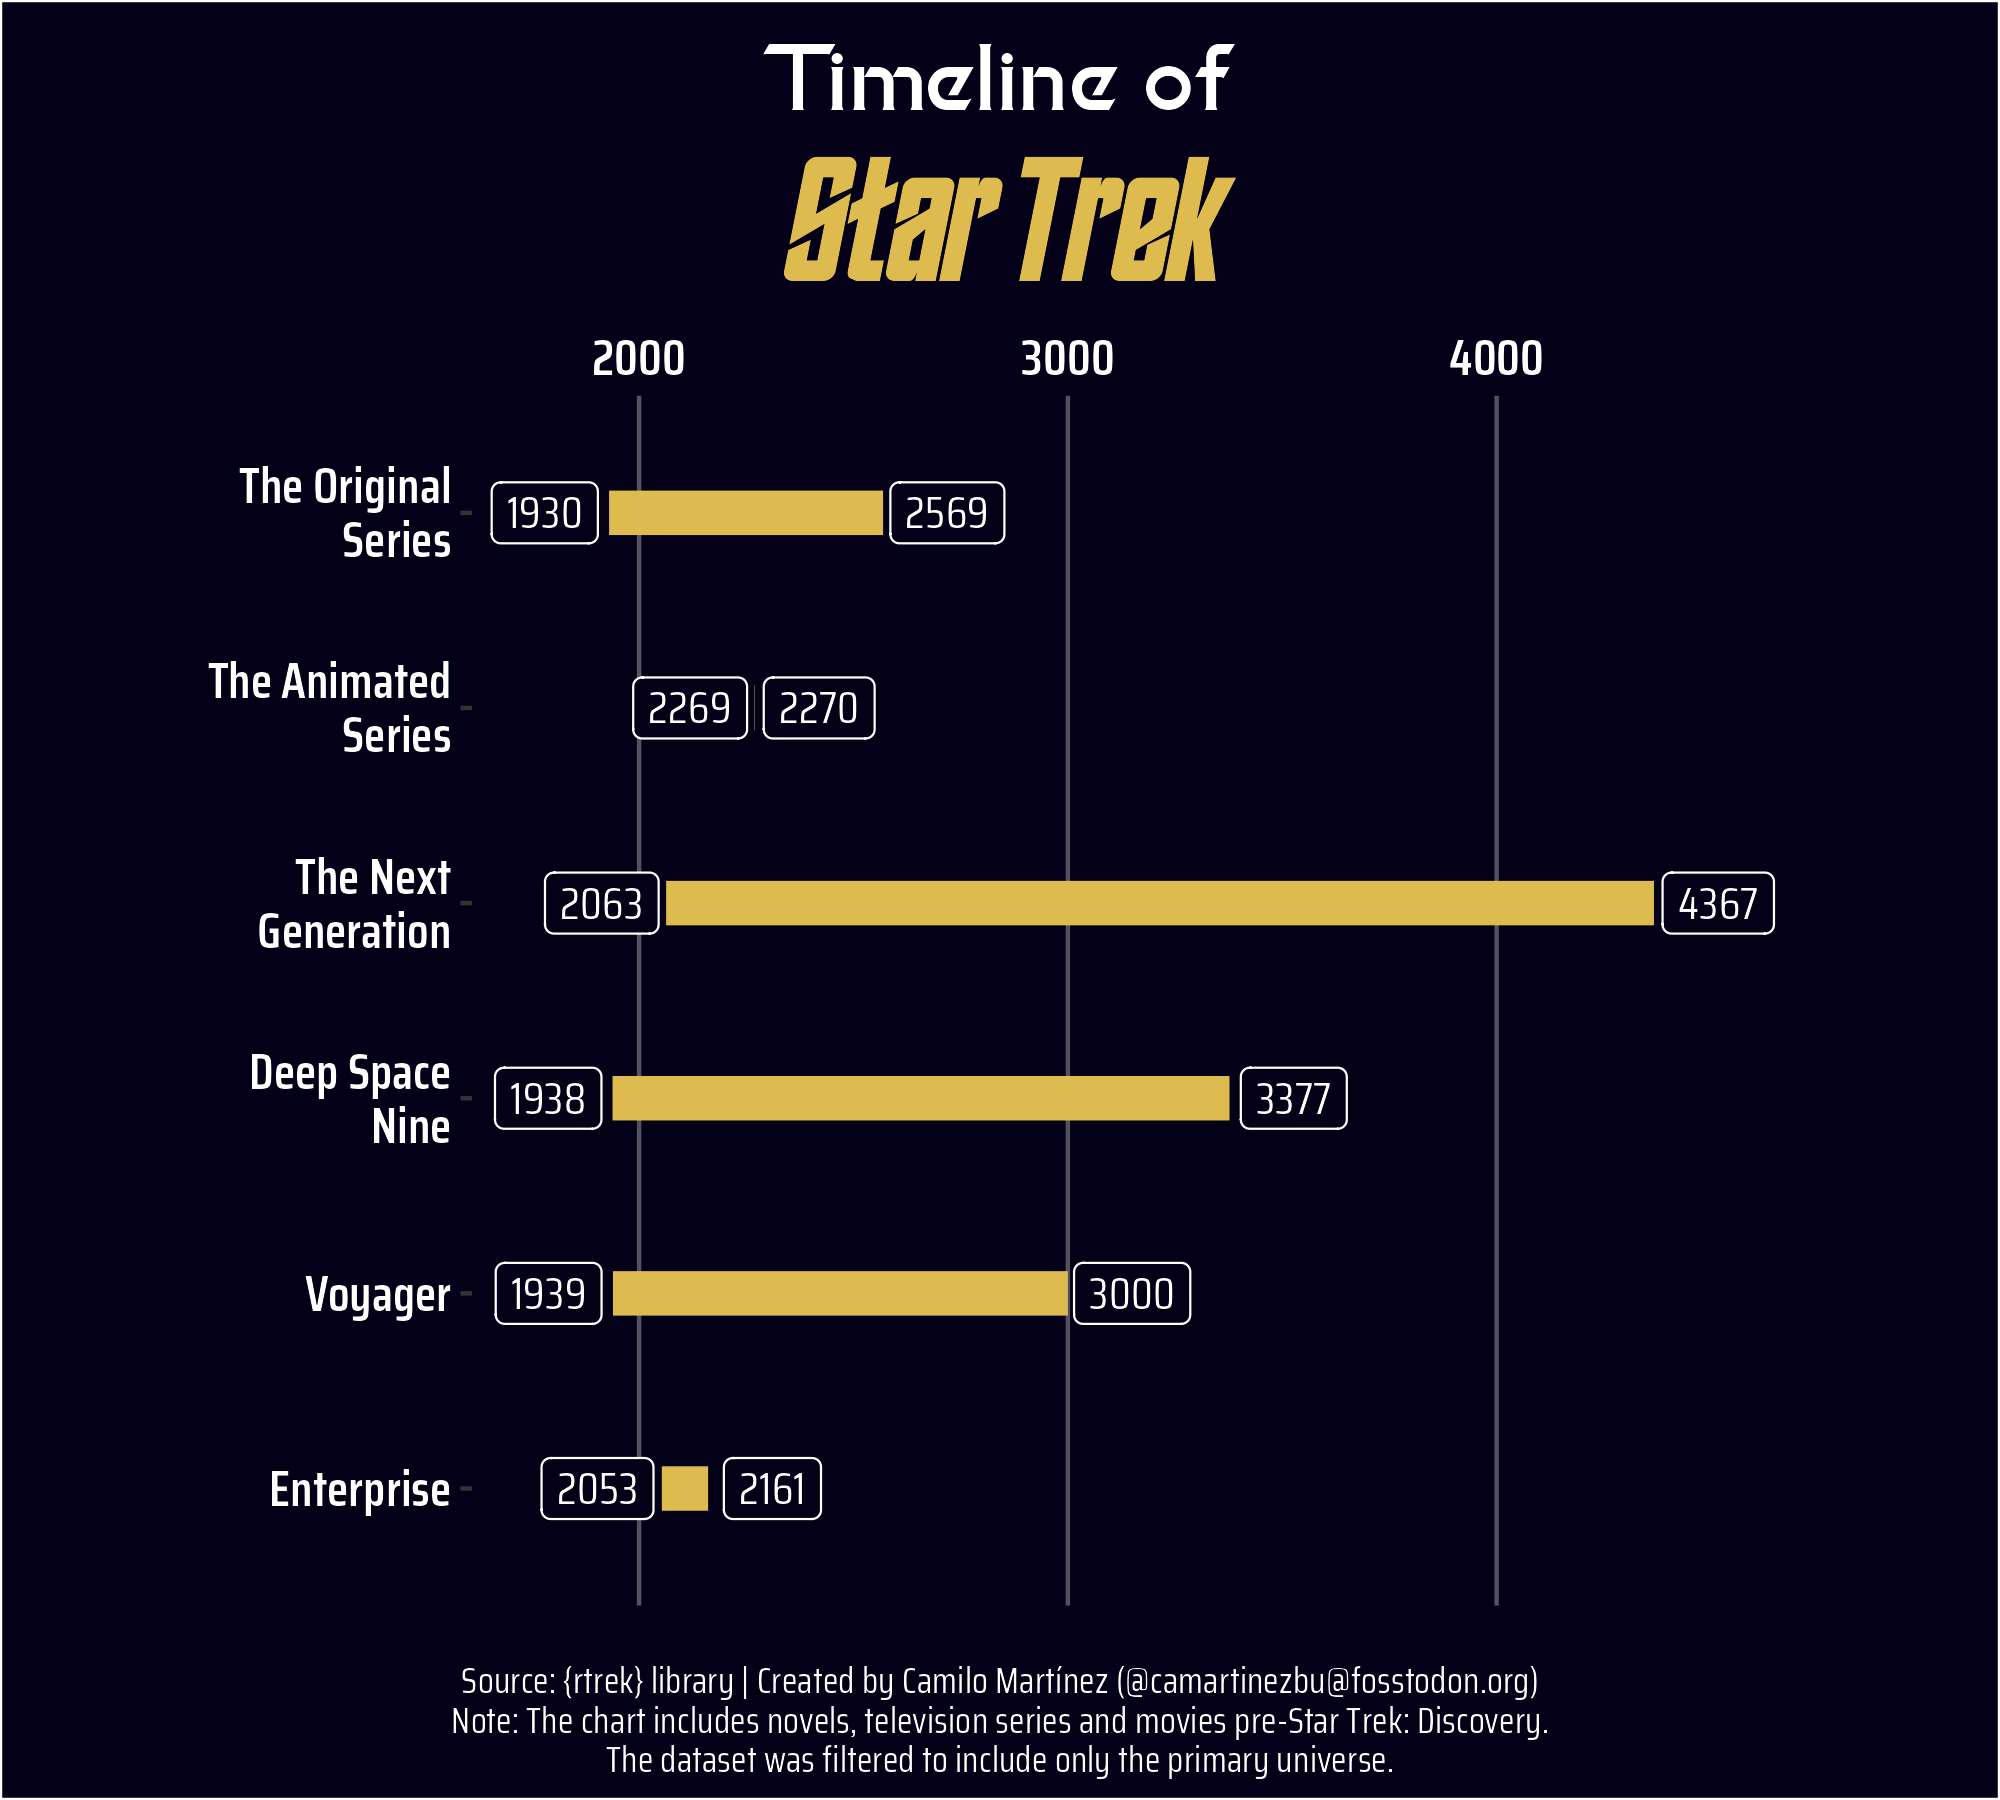 Timeline of
Star Trek
2000 3000 4000
The Original
Series
1930 2569
The Animated
Series
2269 2270
The Next
Generation
2063 4367
Deep Space
Nine
1938 3377
Voyager 1939 3000
Enterprise 2053 2161
Source: {rtrek} library | Created by Camilo Martínez (@camartinezbu@fosstodon.org)
Note: The chart includes novels, television series and movies pre-Star Trek: Discovery.
The dataset was filtered to include only the primary universe.